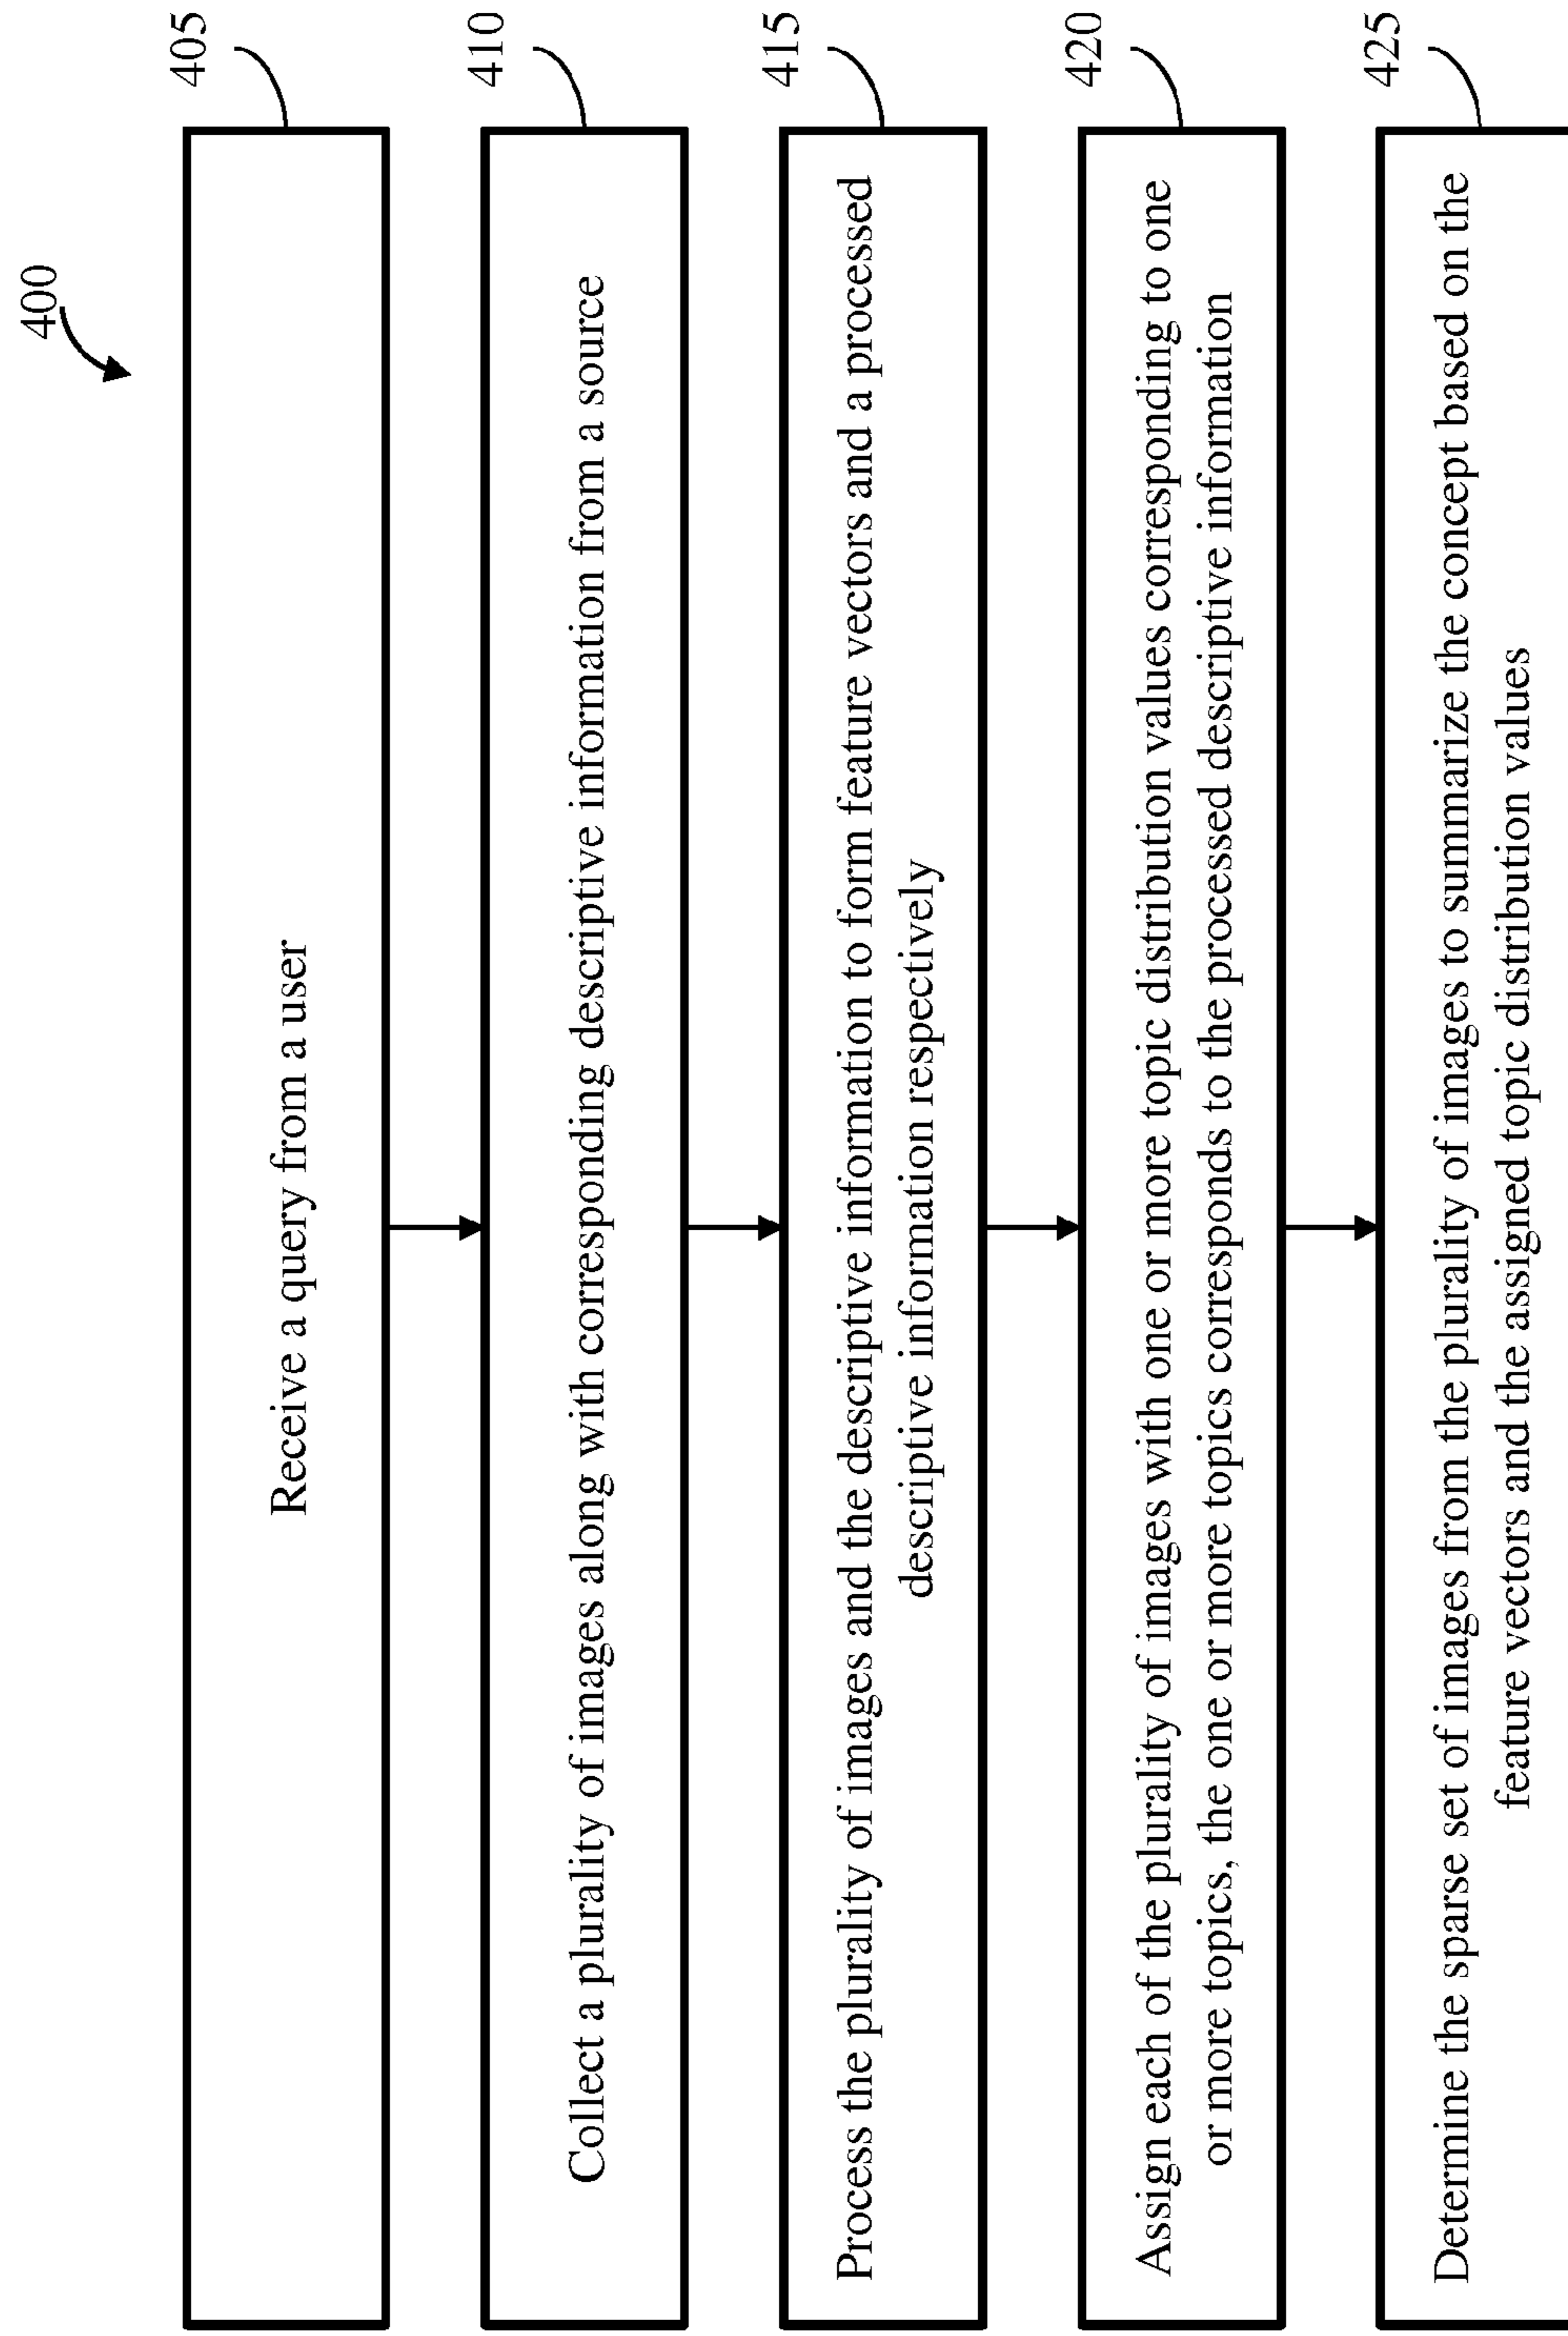 400
405
Receive a query from a user
410
Collect a plurality of images along with corresponding descriptive information from a source
415
Process the plurality of images and the descriptive information to form feature vectors and a processed
descriptive information respectively
420
Assign each of the plurality of images with one or more topic distribution values corresponding to one
or more topics, the one or more topics corresponds to the processed descriptive information
425
Determine the sparse set of images from the plurality of images to summarize the concept based on the
feature vectors and the assigned topic distribution values